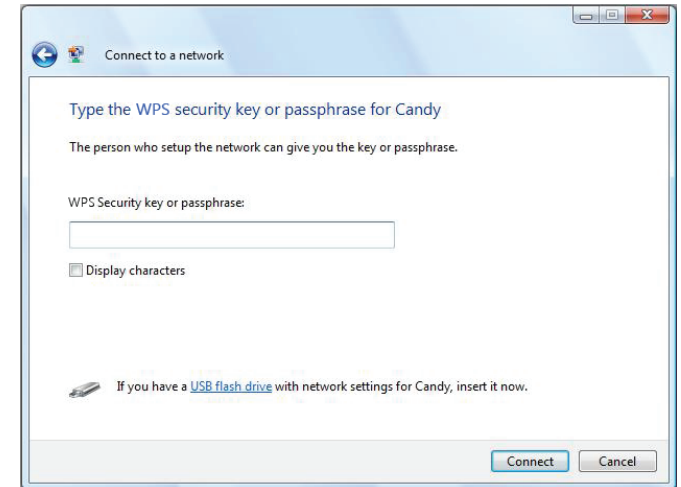 Connect to a network
Type the WPS security key or passphrase for Candy
The person who setup the network can give you the key or passphrase.
WPS Security key or passphrase:
Display characters
If you have a USB flash drive with network settings for Candy, insert it now.
Connect Cancel